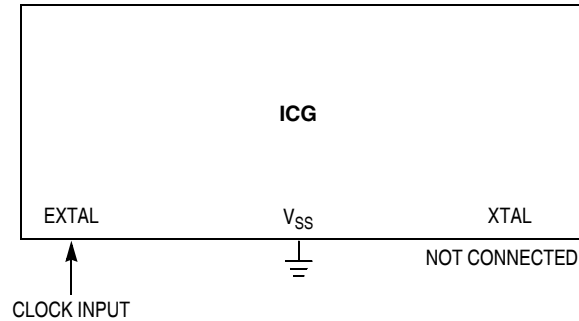 ICG
EXTAL VSS XTAL
NOT CONNECTED
CLOCK INPUT